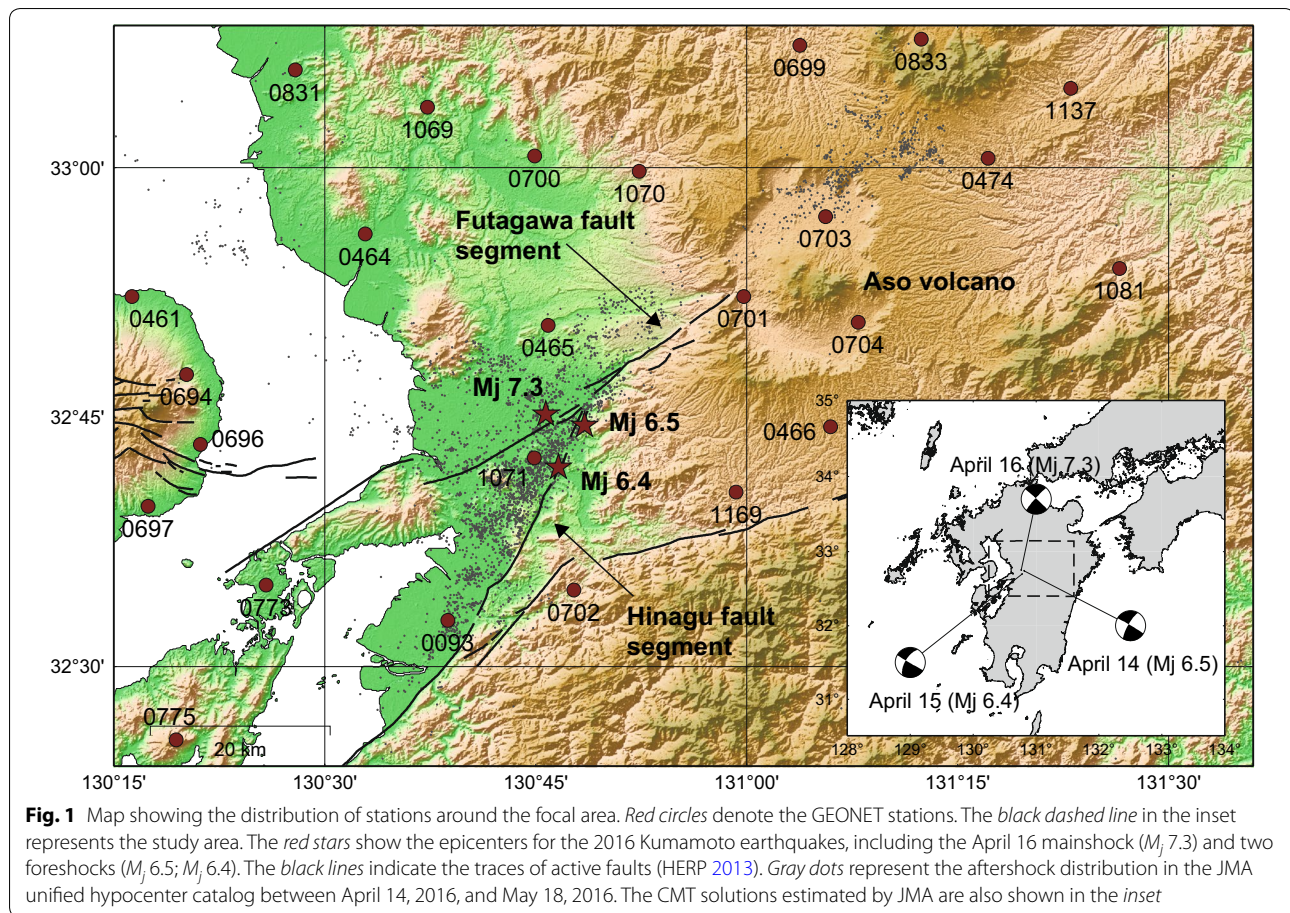 0831
1069
0699
0833
1137
33°00'
0700
1070
0474
Futagawa fault
segment
0703
0464
Aso volcano
1081
0461
0701
0465
0704
0694
Mj 7.3
32°45'
Mj 6.5
0696
0466
1071
Mj 6.4
0697
1169
0773
0702
0093
Hinagu fault
segment
32°30'
0775
20 km
130°15'
130°30'
130°45'
131°00'
131°15'
131°30'
35°
April 16 (Mj 7.3)
34°
33°
32°
April 14 (Mj 6.5)
April 15 (Mj 6.4)
31°
128°
129°
130°
131°
132°
133°
134°
Fig. 1 Map showing the distribution of stations around the focal area. Red circles denote the GEONET stations. The black dashed line in the inset
represents the study area. The red stars show the epicenters for the 2016 Kumamoto earthquakes, including the April 16 mainshock (Mj 7.3) and two
foreshocks (Mj 6.5; Mj 6.4). The black lines indicate the traces of active faults (HERP 2013). Gray dots represent the aftershock distribution in the JMA
unified hypocenter catalog between April 14, 2016, and May 18, 2016. The CMT solutions estimated by JMA are also shown in the inset